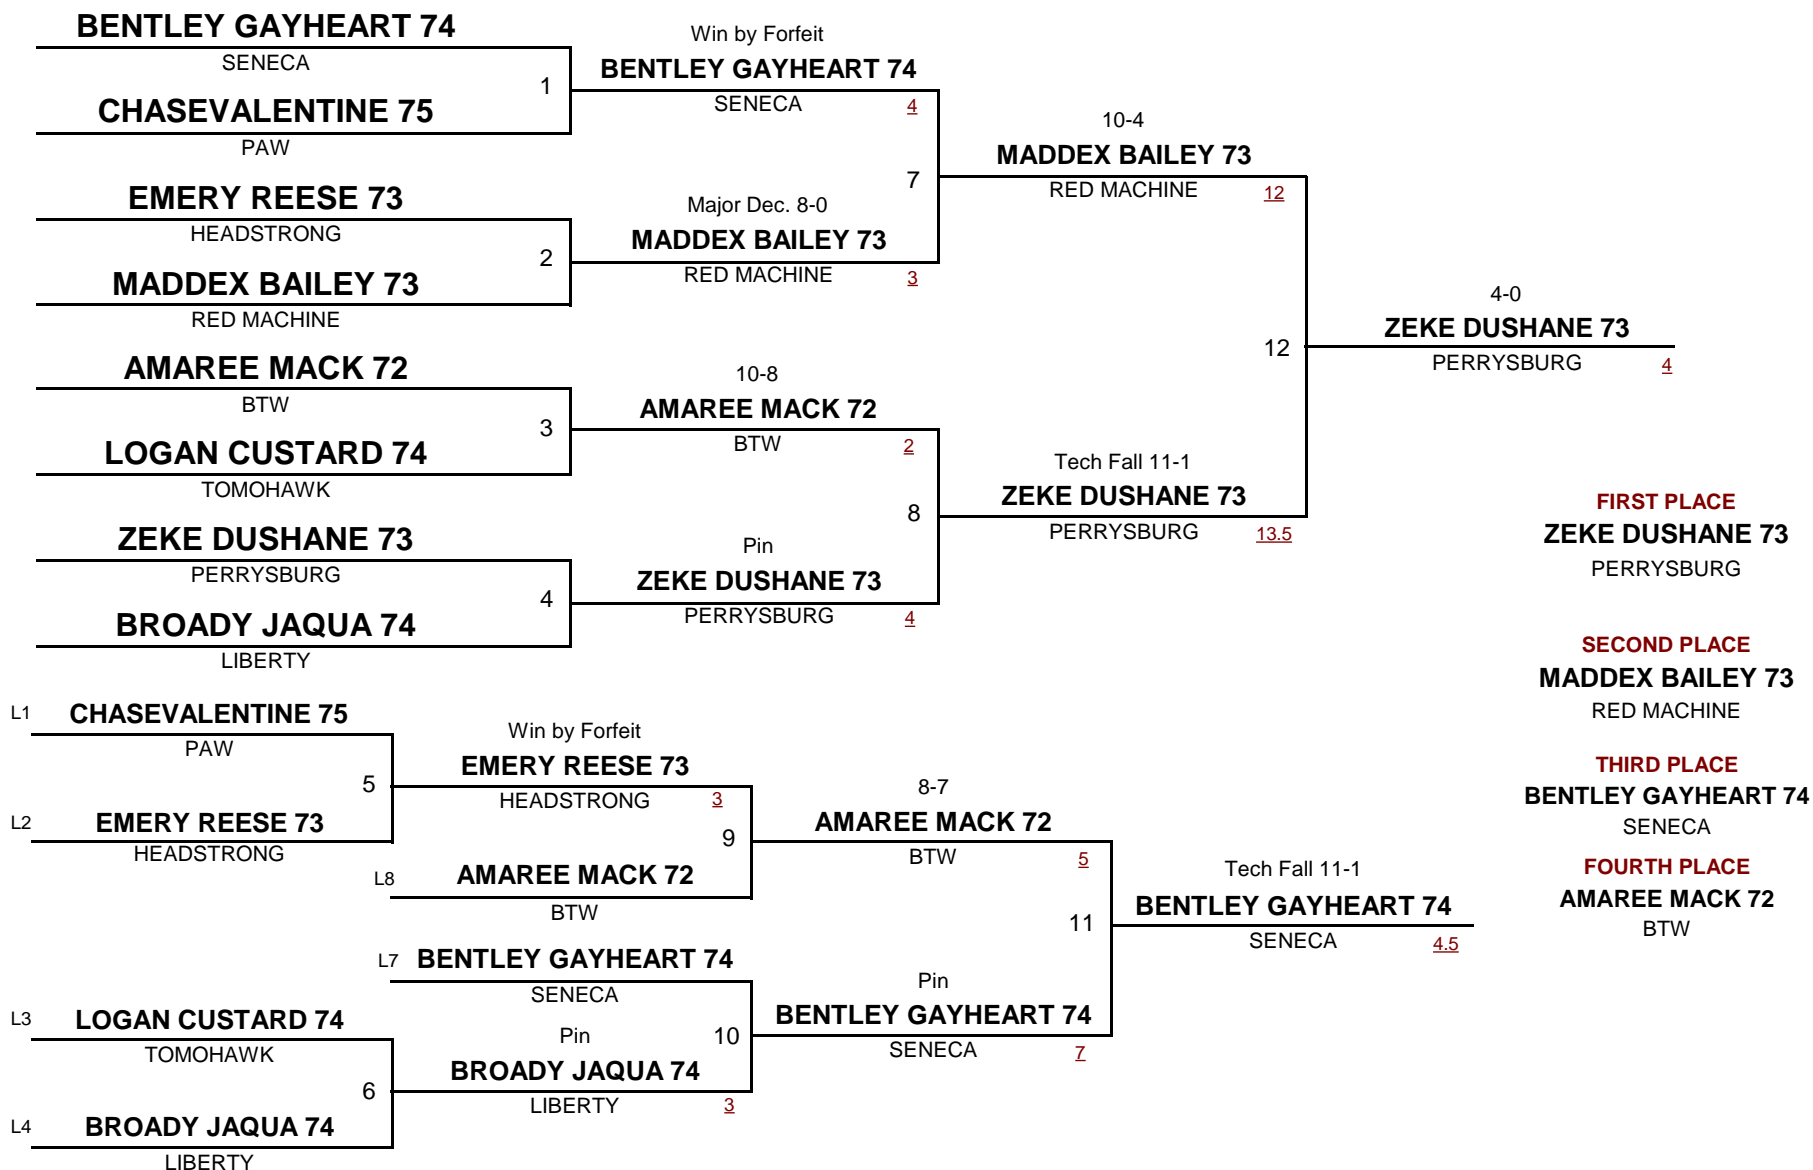 BENTLEY GAYHEART 74
SENECA
1
CHASEVALENTINE 75
PAW
EMERY REESE 73
HEADSTRONG
2
MADDEX BAILEY 73
RED MACHINE
AMAREE MACK 72
BTW
3
LOGAN CUSTARD 74
TOMOHAWK
ZEKE DUSHANE 73
PERRYSBURG
4
BROADY JAQUA 74
LIBERTY
Win by Forfeit
BENTLEY GAYHEART 74
SENECA 4
7
Major Dec. 8-0
MADDEX BAILEY 73
RED MACHINE 3
10-8
AMAREE MACK 72
BTW 2
8
Pin
ZEKE DUSHANE 73
PERRYSBURG 4
10-4
MADDEX BAILEY 73
RED MACHINE 12
12
Tech Fall 11-1
ZEKE DUSHANE 73
PERRYSBURG 13.5
4-0
ZEKE DUSHANE 73
PERRYSBURG 4
FIRST PLACE
ZEKE DUSHANE 73
PERRYSBURG
SECOND PLACE
MADDEX BAILEY 73
RED MACHINE
THIRD PLACE
BENTLEY GAYHEART 74
SENECA
FOURTH PLACE
AMAREE MACK 72
BTW
L1 CHASEVALENTINE 75
PAW
5
L2 EMERY REESE 73
HEADSTRONG
L3 LOGAN CUSTARD 74
TOMOHAWK
6
L4 BROADY JAQUA 74
LIBERTY
Win by Forfeit
EMERY REESE 73
HEADSTRONG 3
9
L8 AMAREE MACK 72
BTW
L7 BENTLEY GAYHEART 74
SENECA
10
Pin
BROADY JAQUA 74
LIBERTY 3
8-7
AMAREE MACK 72
BTW 5
11
Pin
BENTLEY GAYHEART 74
SENECA 7
Tech Fall 11-1
BENTLEY GAYHEART 74
SENECA 4.5